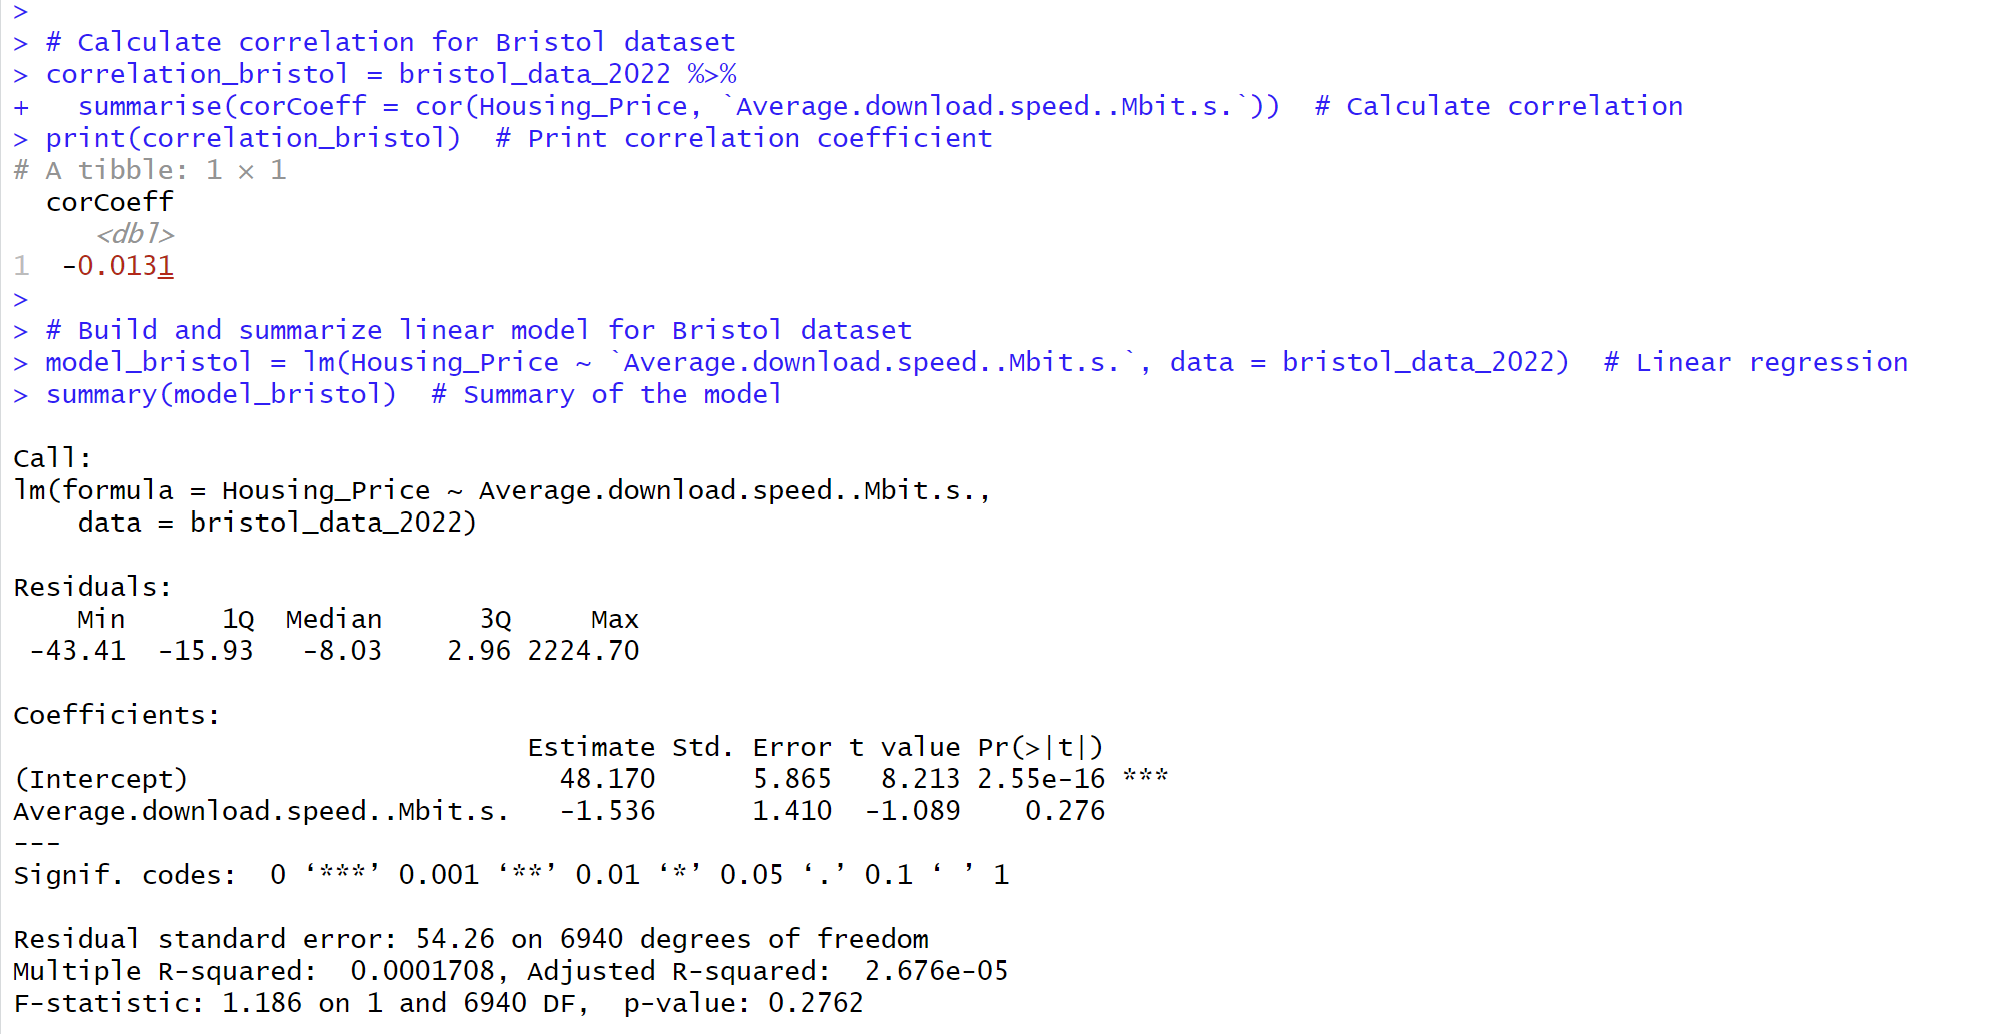 >
> # Calculate correlation for Bristol dataset
> correlation_bristol = bristol_data_2022 %>%
+   summarise(corCoeff = cor(Housing_Price, `Average.download.speed..Mbit.s.`))  # Calculate correlation
> print(correlation_bristol)  # Print correlation coefficient
# A tibble: 1 × 1
  corCoeff
     <dbl>
1  -0.0131
>
> # Build and summarize linear model for Bristol dataset
> model_bristol = lm(Housing_Price ~ `Average.download.speed..Mbit.s.`, data = bristol_data_2022)  # Linear regression
> summary(model_bristol)  # Summary of the model

Call:
lm(formula = Housing_Price ~ Average.download.speed..Mbit.s.,
    data = bristol_data_2022)

Residuals:
    Min      1Q  Median      3Q     Max
 -43.41  -15.93   -8.03    2.96 2224.70

Coefficients:
                                Estimate Std. Error t value Pr(>|t|)
(Intercept)                       48.170      5.865   8.213 2.55e-16 ***
Average.download.speed..Mbit.s.   -1.536      1.410  -1.089    0.276
---
Signif. codes:  0 ‘***’ 0.001 ‘**’ 0.01 ‘*’ 0.05 ‘.’ 0.1 ‘ ’ 1

Residual standard error: 54.26 on 6940 degrees of freedom
Multiple R-squared:  0.0001708, Adjusted R-squared:  2.676e-05
F-statistic: 1.186 on 1 and 6940 DF,  p-value: 0.2762